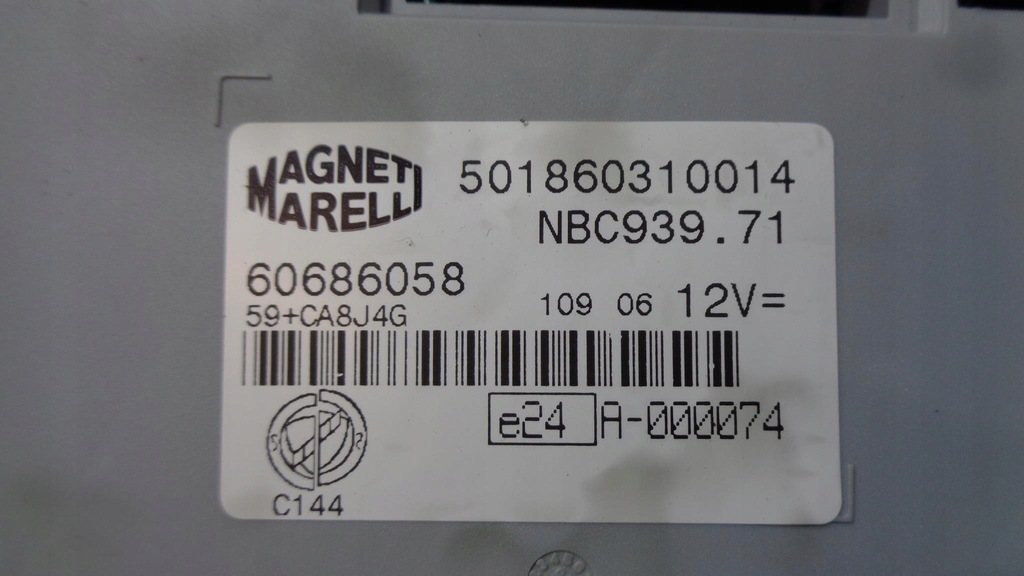 MAGNETI
MARELLI
501860310014
NBC939.71
60686058
59+CA8J4G
109 06 12V=
e24 A-000074
C144